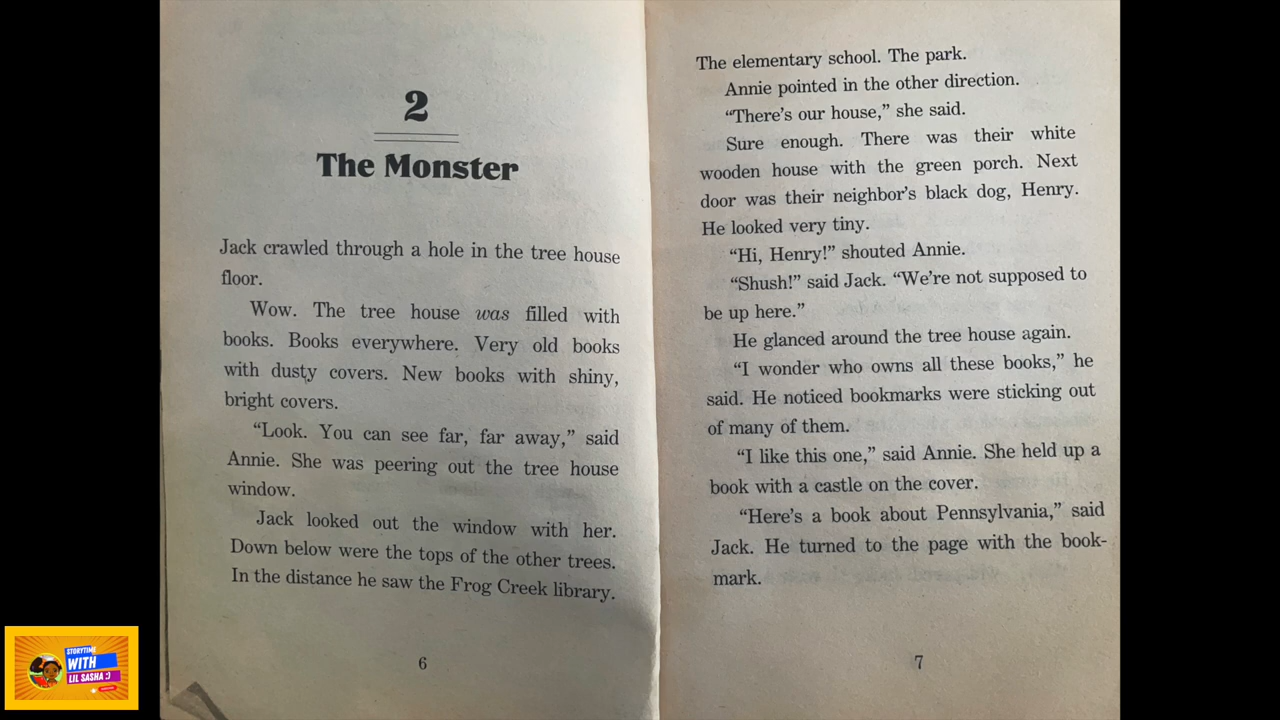 2
The Monster
Jack crawled through a hole in the tree house
floor.
Wow. The tree house was filled with
books. Books everywhere. Very old books
with dusty covers. New books with shiny,
bright covers.
“Look. You can see far, far away,” said
Annie. She was peering out the tree house
window.
Jack looked out the window with her.
Down below were the tops of the other trees.
In the distance he saw the Frog Creek library.
6
The elementary school. The park.
Annie pointed in the other direction.
“There’s our house,” she said.
Sure enough. There was their white
wooden house with the green porch. Next
door was their neighbor’s black dog, Henry.
He looked very tiny.
“Hi, Henry!” shouted Annie.
“Shush!” said Jack. “We’re not supposed to
be up here.”
He glanced around the tree house again.
“I wonder who owns all these books,” he
said. He noticed bookmarks were sticking out
of many of them.
“I like this one,” said Annie. She held up a
book with a castle on the cover.
“Here’s a book about Pennsylvania,” said
Jack. He turned to the page with the book-
mark.
7
STORYTIME
WITH
LIL SASHA :)